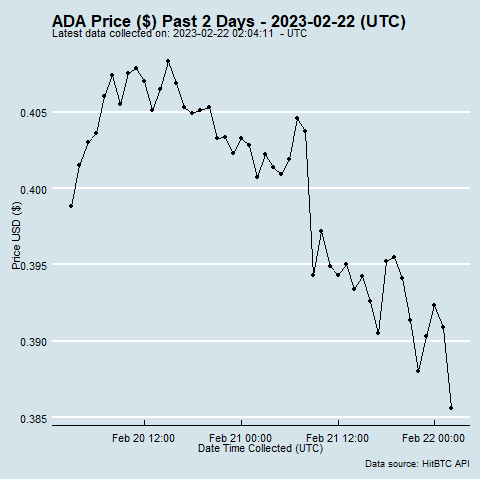 ADA Price ($) Past 2 Days - 2023-02-22 (UTC)
Latest data collected on: 2023-02-22 02:04:11  - UTC
0.405
0.400
0.395
0.390
0.385
Price USD ($)
Feb 20 12:00
Feb 21 00:00
Feb 21 12:00
Feb 22 00:00
Date Time Collected (UTC)
Data source: HitBTC API